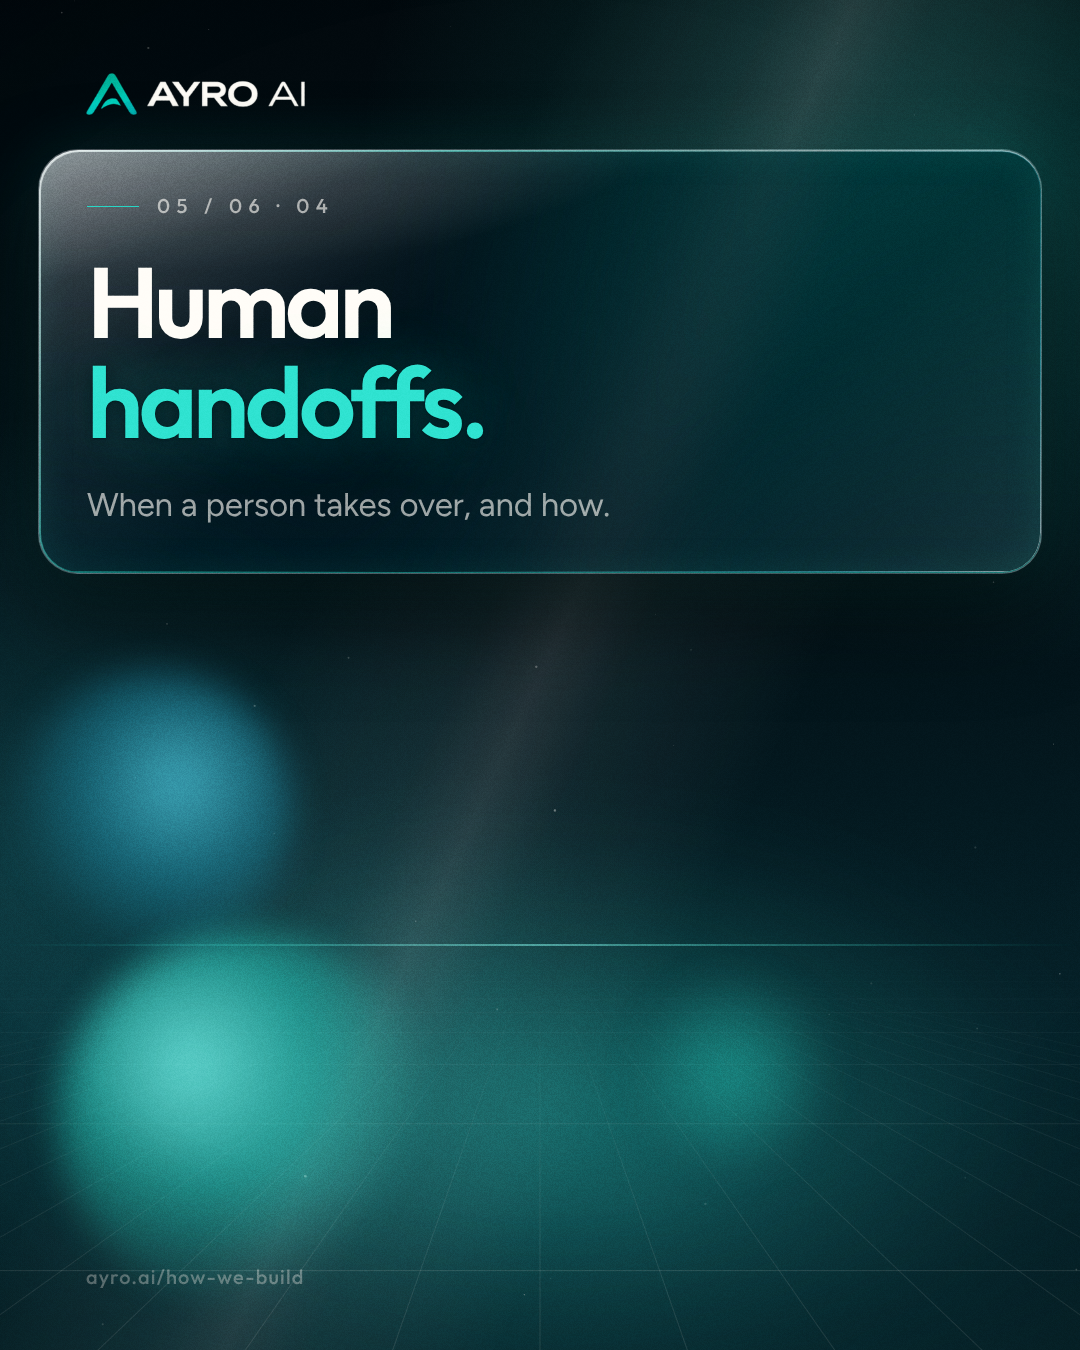 AYRO AI
05 / 06 · 04
Human
handoffs.
When a person takes over, and how.
ayro.ai/how-we-build